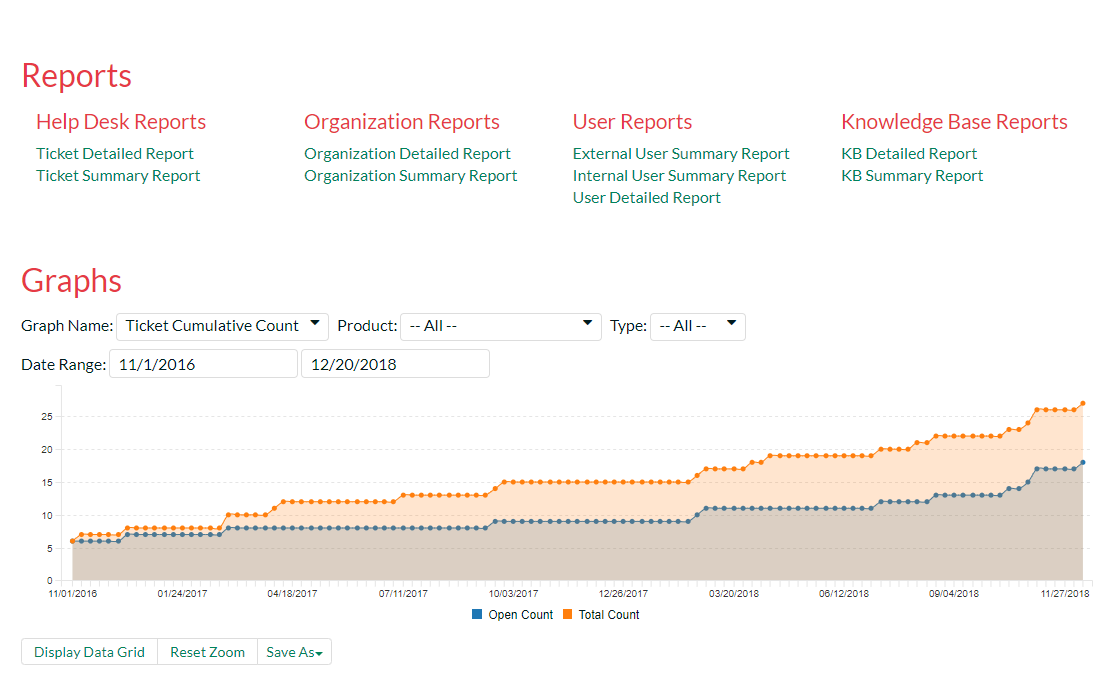 Reports
Help Desk Reports
Ticket Detailed Report
Ticket Summary Report
Organization Reports
Organization Detailed Report
Organization Summary Report
User Reports
External User Summary Report
Internal User Summary Report
User Detailed Report
Knowledge Base Reports
KB Detailed Report
KB Summary Report
Graphs
Graph Name: Ticket Cumulative Count Product: -- All -- Type: -- All --
Date Range: 11/1/2016 12/20/2018
25
20
15
10
5
0
11/01/2016 01/24/2017 04/18/2017 07/11/2017 10/03/2017 12/26/2017 03/20/2018 06/12/2018 09/04/2018 11/27/2018
Open Count Total Count
Display Data Grid Reset Zoom Save As